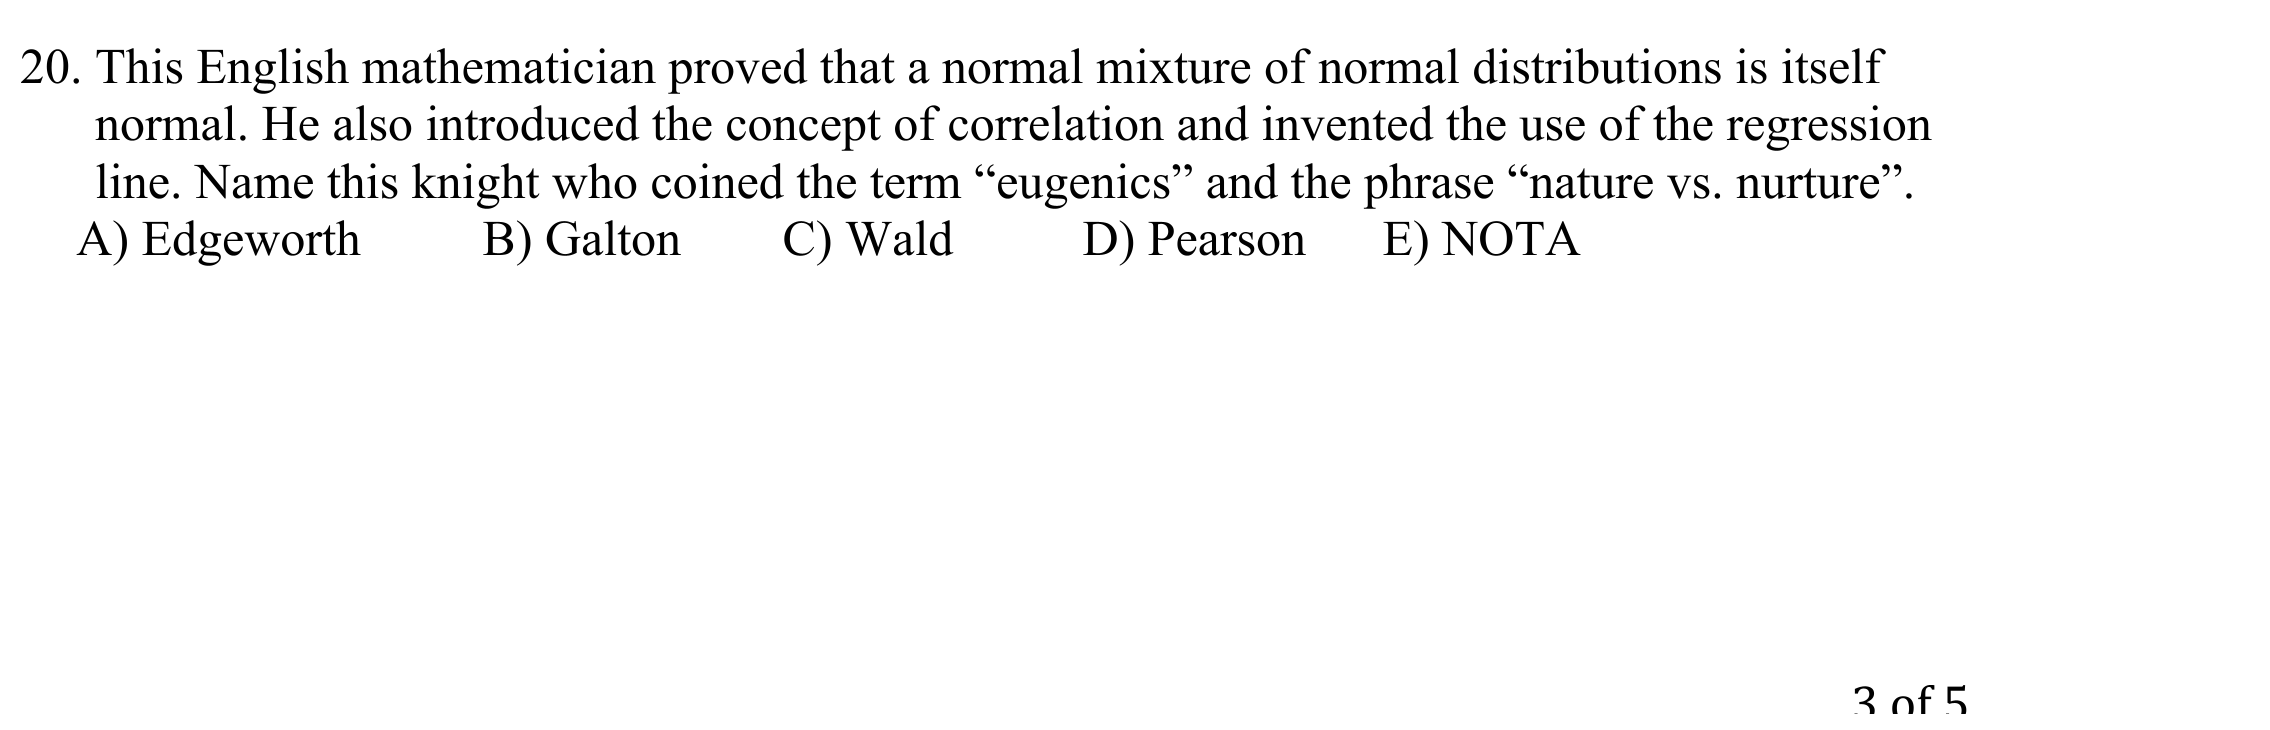 20. This English mathematician proved that a normal mixture of normal distributions is itself
normal. He also introduced the concept of correlation and invented the use of the regression
line. Name this knight who coined the term “eugenics” and the phrase “nature vs. nurture”.
A) Edgeworth B) Galton C) Wald D) Pearson E) NOTA
3 of 5